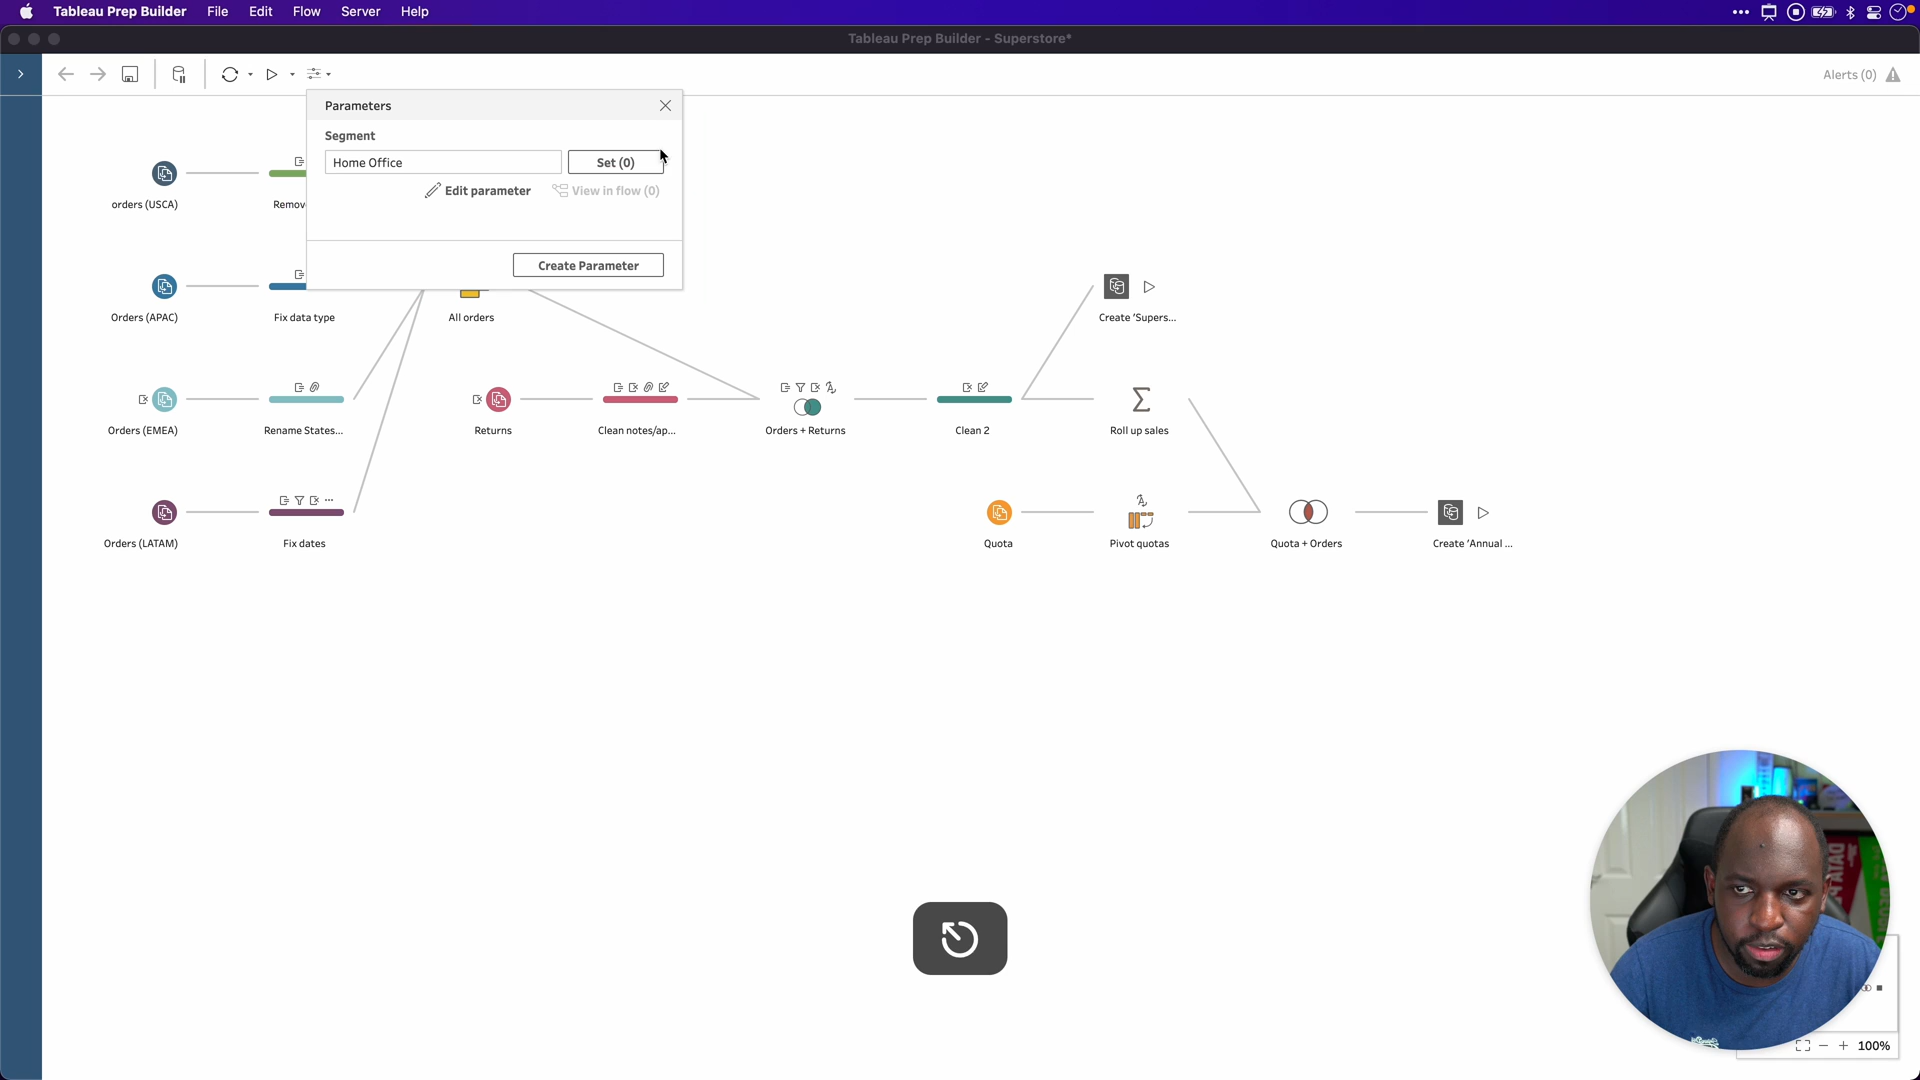 Tableau Prep Builder File Edit Flow Server Help
Tableau Prep Builder - Superstore*
Alerts (0)
Parameters
Segment
Home Office
Set (0)
Edit parameter
View in flow (0)
Create Parameter
orders (USCA)
Remov
Orders (APAC)
Fix data type
All orders
Create ‘Supers...
Orders (EMEA)
Rename States...
Returns
Clean notes/ap...
Orders + Returns
Clean 2
Roll up sales
Orders (LATAM)
Fix dates
Quota
Pivot quotas
Quota + Orders
Create ‘Annual ...
100%